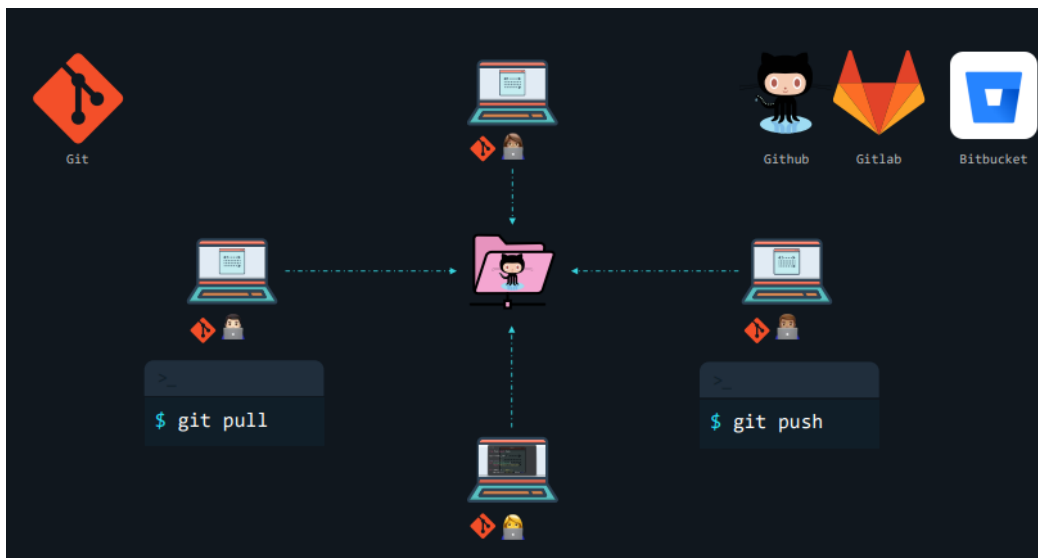 Git
Github
Gitlab
Bitbucket
>_
$ git pull
>_
$ git push